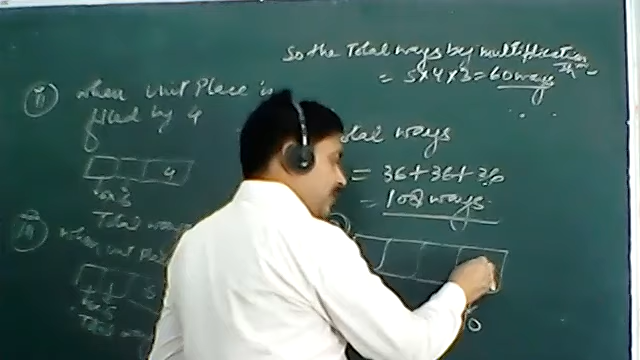 So the Total ways by multiplication Thm -
= 5×4×3 = 60 ways
ii) when Unit Place is
filled by 4
4
Total ways
Total ways
= 36 + 36 + 36
= 108 ways.
iii) when unit
0